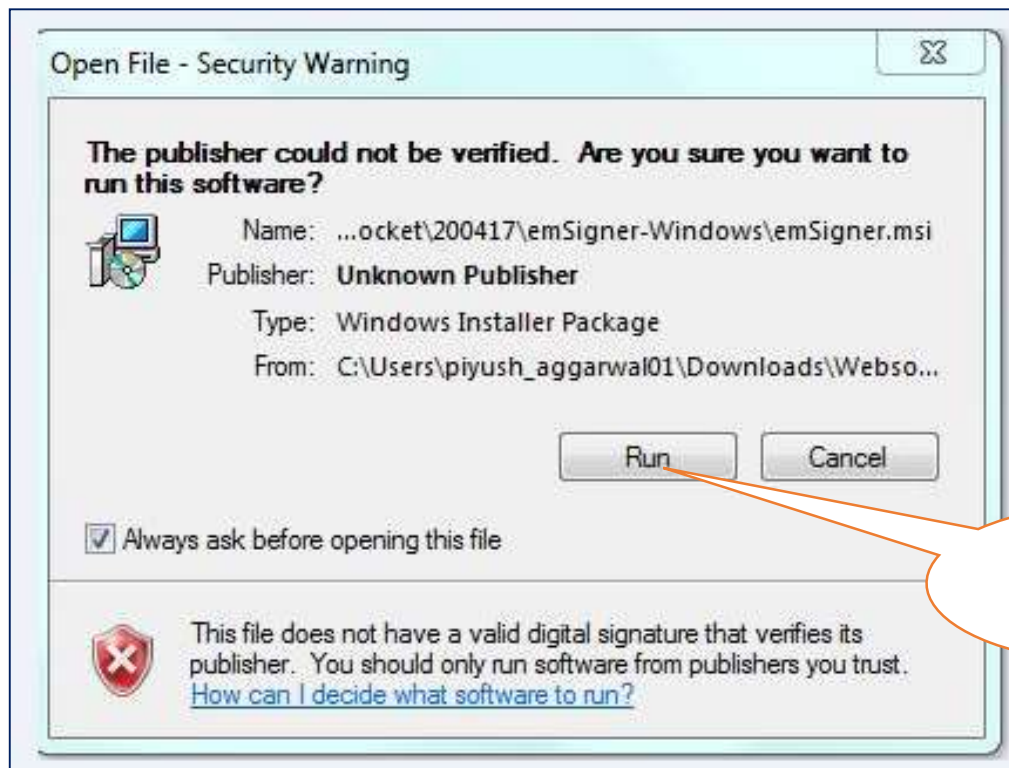 Open File - Security Warning
The publisher could not be verified. Are you sure you want to
run this software?
Name: ...ocket\200417\emSigner-Windows\emSigner.msi
Publisher: Unknown Publisher
Type: Windows Installer Package
From: C:\Users\piyush_aggarwal01\Downloads\Webso...
Run Cancel
Always ask before opening this file
This file does not have a valid digital signature that verifies its
publisher. You should only run software from publishers you trust.
How can I decide what software to run?